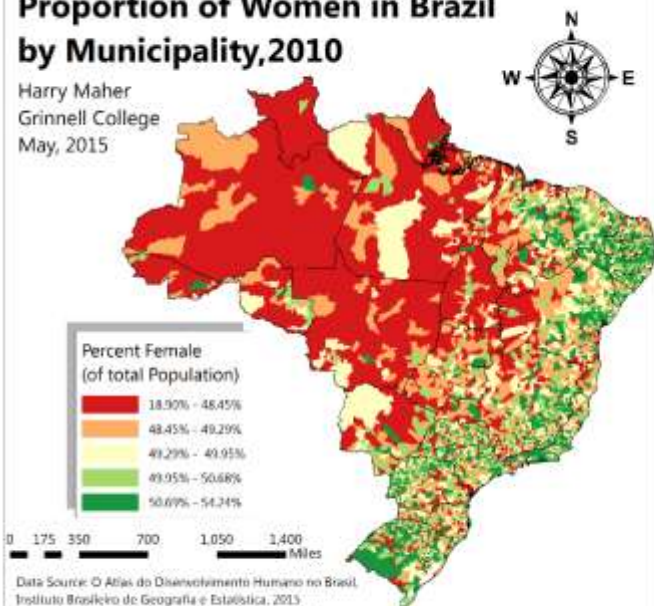 Proportion of Women in Brazil
by Municipality,2010
Harry Maher
Grinnell College
May, 2015
N
W
E
S
Percent Female
(of total Population)
18.90% - 48.45%
48.45% - 49.29%
49.29% - 49.95%
49.95% - 50.68%
50.69% - 54.24%
0 175 350 700 1,050 1,400
Miles
Data Source: O Atlas do Disenvolvimento Humano no Brasil,
Instituto Brasileiro de Geografia e Estatística, 2015